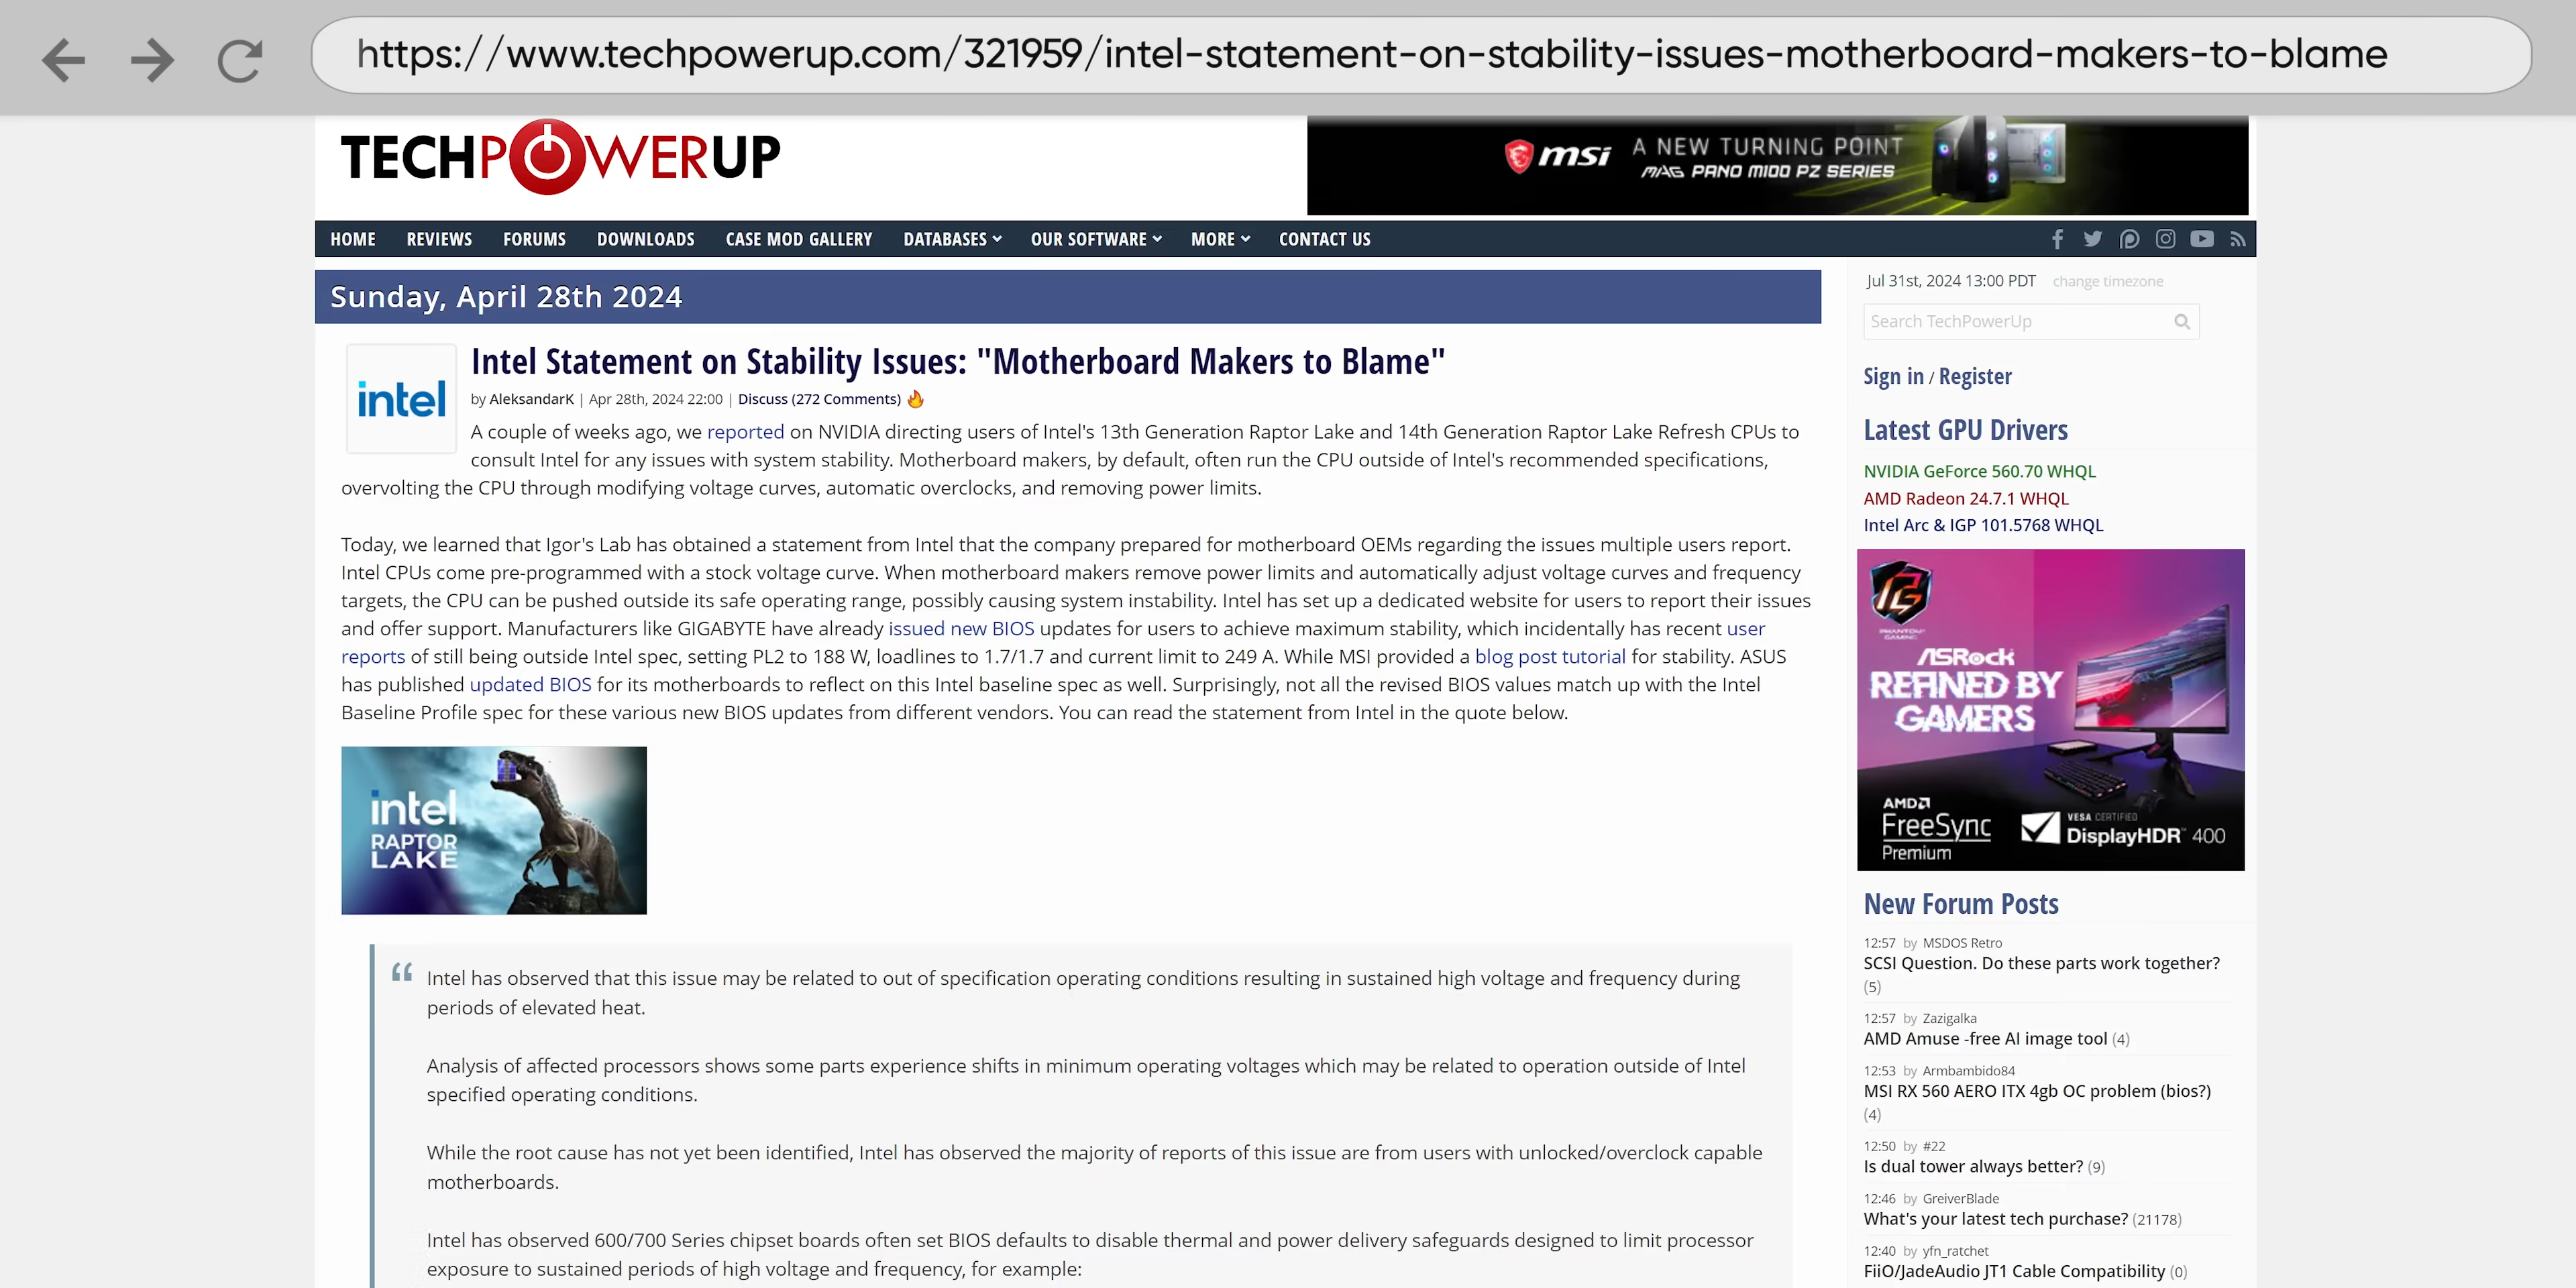 https://www.techpowerup.com/321959/intel-statement-on-stability-issues-motherboard-makers-to-blame
TECHPOWERUP
msi A NEW TURNING POINT
MAG PANO M100 PZ SERIES
HOME REVIEWS FORUMS DOWNLOADS CASE MOD GALLERY DATABASES OUR SOFTWARE MORE CONTACT US
Sunday, April 28th 2024
intel
Intel Statement on Stability Issues: "Motherboard Makers to Blame"
by AleksandarK | Apr 28th, 2024 22:00 | Discuss (272 Comments)
A couple of weeks ago, we reported on NVIDIA directing users of Intel's 13th Generation Raptor Lake and 14th Generation Raptor Lake Refresh CPUs to
consult Intel for any issues with system stability. Motherboard makers, by default, often run the CPU outside of Intel's recommended specifications,
overvolting the CPU through modifying voltage curves, automatic overclocks, and removing power limits.
Today, we learned that Igor's Lab has obtained a statement from Intel that the company prepared for motherboard OEMs regarding the issues multiple users report.
Intel CPUs come pre-programmed with a stock voltage curve. When motherboard makers remove power limits and automatically adjust voltage curves and frequency
targets, the CPU can be pushed outside its safe operating range, possibly causing system instability. Intel has set up a dedicated website for users to report their issues
and offer support. Manufacturers like GIGABYTE have already issued new BIOS updates for users to achieve maximum stability, which incidentally has recent user
reports of still being outside Intel spec, setting PL2 to 188 W, loadlines to 1.7/1.7 and current limit to 249 A. While MSI provided a blog post tutorial for stability. ASUS
has published updated BIOS for its motherboards to reflect on this Intel baseline spec as well. Surprisingly, not all the revised BIOS values match up with the Intel
Baseline Profile spec for these various new BIOS updates from different vendors. You can read the statement from Intel in the quote below.
intel
RAPTOR
LAKE
“ Intel has observed that this issue may be related to out of specification operating conditions resulting in sustained high voltage and frequency during
periods of elevated heat.
Analysis of affected processors shows some parts experience shifts in minimum operating voltages which may be related to operation outside of Intel
specified operating conditions.
While the root cause has not yet been identified, Intel has observed the majority of reports of this issue are from users with unlocked/overclock capable
motherboards.
Intel has observed 600/700 Series chipset boards often set BIOS defaults to disable thermal and power delivery safeguards designed to limit processor
exposure to sustained periods of high voltage and frequency, for example:
Jul 31st, 2024 13:00 PDT change timezone
Search TechPowerUp
Sign in / Register
Latest GPU Drivers
NVIDIA GeForce 560.70 WHQL
AMD Radeon 24.7.1 WHQL
Intel Arc & IGP 101.5768 WHQL
PHANTOM
GAMING
ASRock
REFINED BY
GAMERS
AMD
FreeSync
Premium
VESA CERTIFIED
DisplayHDR™ 400
New Forum Posts
12:57 by MSDOS Retro
SCSI Question. Do these parts work together?
(5)
12:57 by Zazigalka
AMD Amuse -free AI image tool (4)
12:53 by Armbambido84
MSI RX 560 AERO ITX 4gb OC problem (bios?)
(4)
12:50 by #22
Is dual tower always better? (9)
12:46 by GreiverBlade
What's your latest tech purchase? (21178)
12:40 by yfn_ratchet
FiiO/JadeAudio JT1 Cable Compatibility (0)